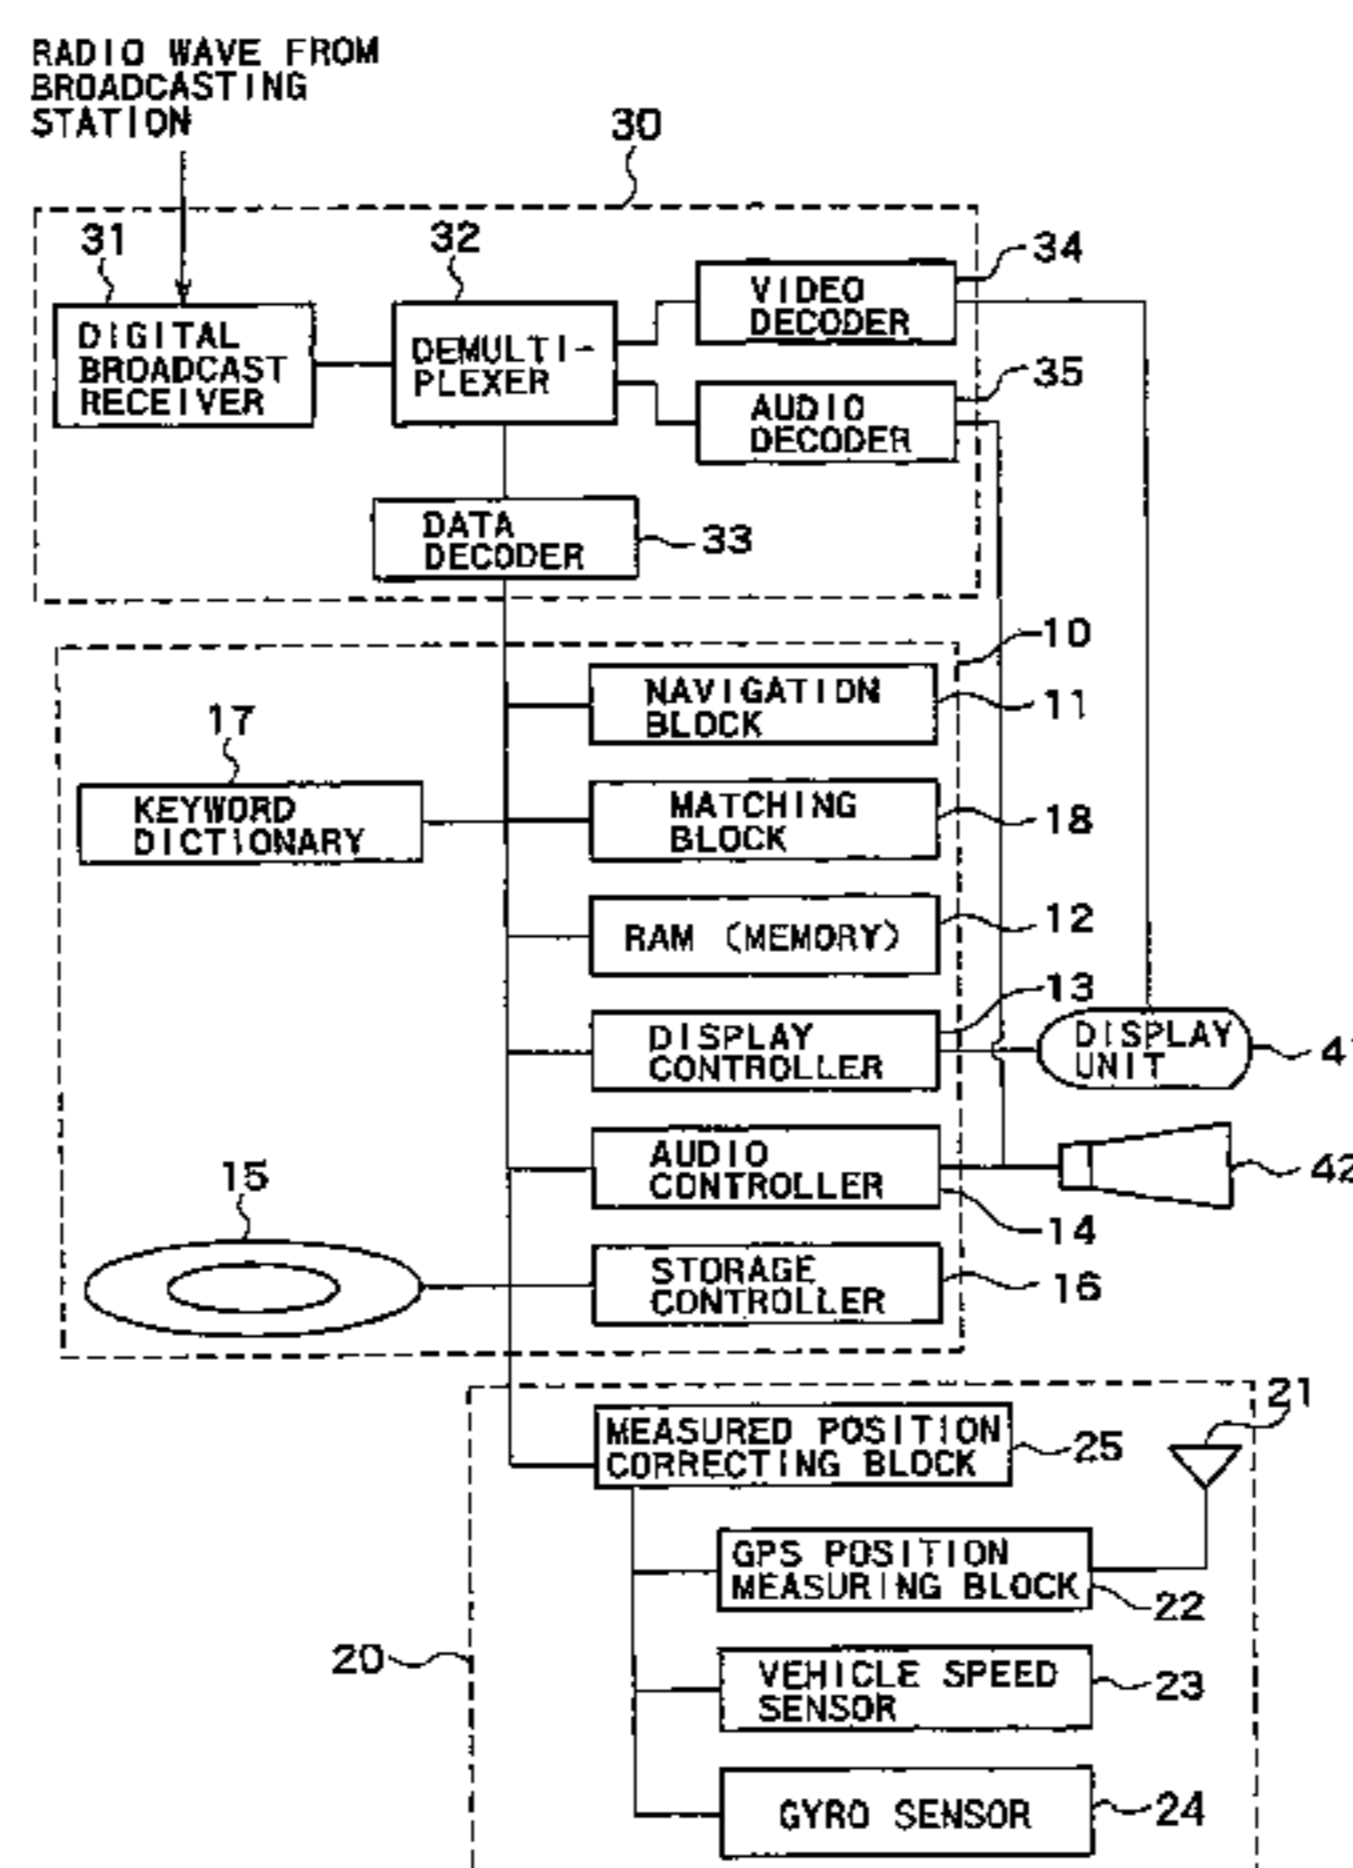 RADIO WAVE FROM
BROADCASTING
STATION
30
31
32
34
DIGITAL
BROADCAST
RECEIVER
DEMULTI-
PLEXER
VIDEO
DECODER
35
AUDIO
DECODER
DATA
DECODER
33
10
NAVIGATION
BLOCK
11
17
KEYWORD
DICTIONARY
MATCHING
BLOCK
18
RAM (MEMORY)
12
13
DISPLAY
CONTROLLER
DISPLAY
UNIT
41
AUDIO
CONTROLLER
42
14
15
STORAGE
CONTROLLER
16
21
MEASURED POSITION
CORRECTING BLOCK
25
GPS POSITION
MEASURING BLOCK
22
20
VEHICLE SPEED
SENSOR
23
GYRO SENSOR
24